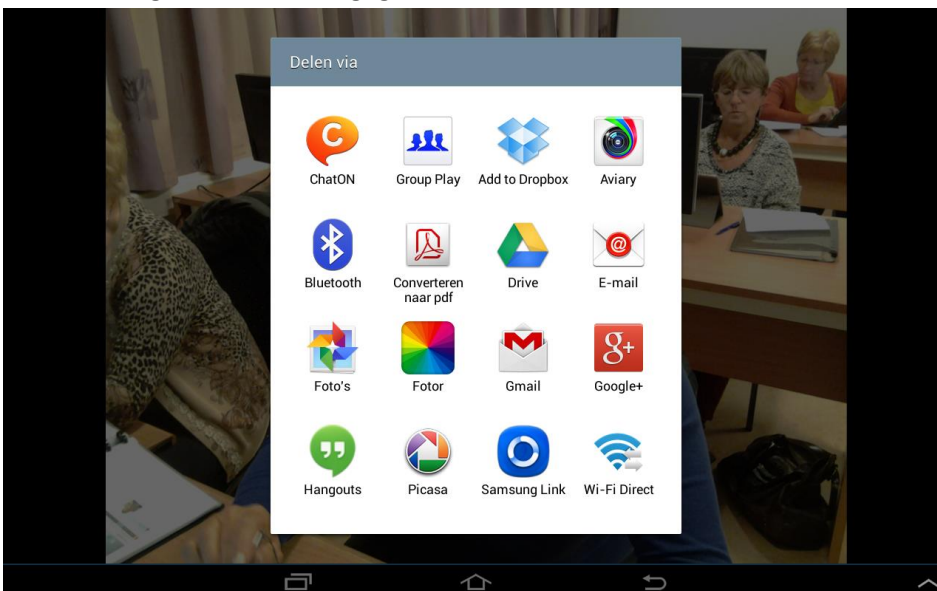 Delen via
ChatON
Group Play
Add to Dropbox
Aviary
Bluetooth
Converteren
naar pdf
Drive
E-mail
Foto's
Fotor
Gmail
Google+
Hangouts
Picasa
Samsung Link
Wi-Fi Direct